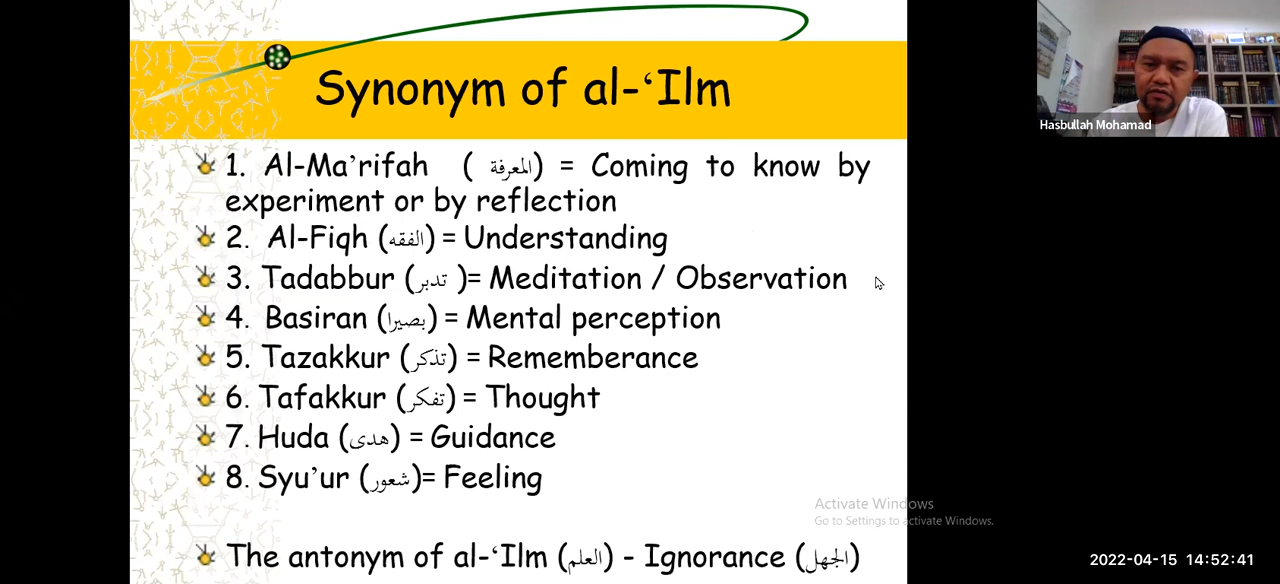 Synonym of al-‘Ilm
1. Al-Ma’rifah ( المعرفة) = Coming to know by
experiment or by reflection
2. Al-Fiqh (الفقه) = Understanding
3. Tadabbur (تدبر )= Meditation / Observation
4. Basiran (بصيرا) = Mental perception
5. Tazakkur (تذكر) = Rememberance
6. Tafakkur (تفكر) = Thought
7. Huda (هدى) = Guidance
8. Syu’ur (شعور)= Feeling
The antonym of al-‘Ilm (العلم) - Ignorance (الجهل)
Hasbullah Mohamad
Activate Windows
Go to Settings to activate Windows.
2022-04-15 14:52:41